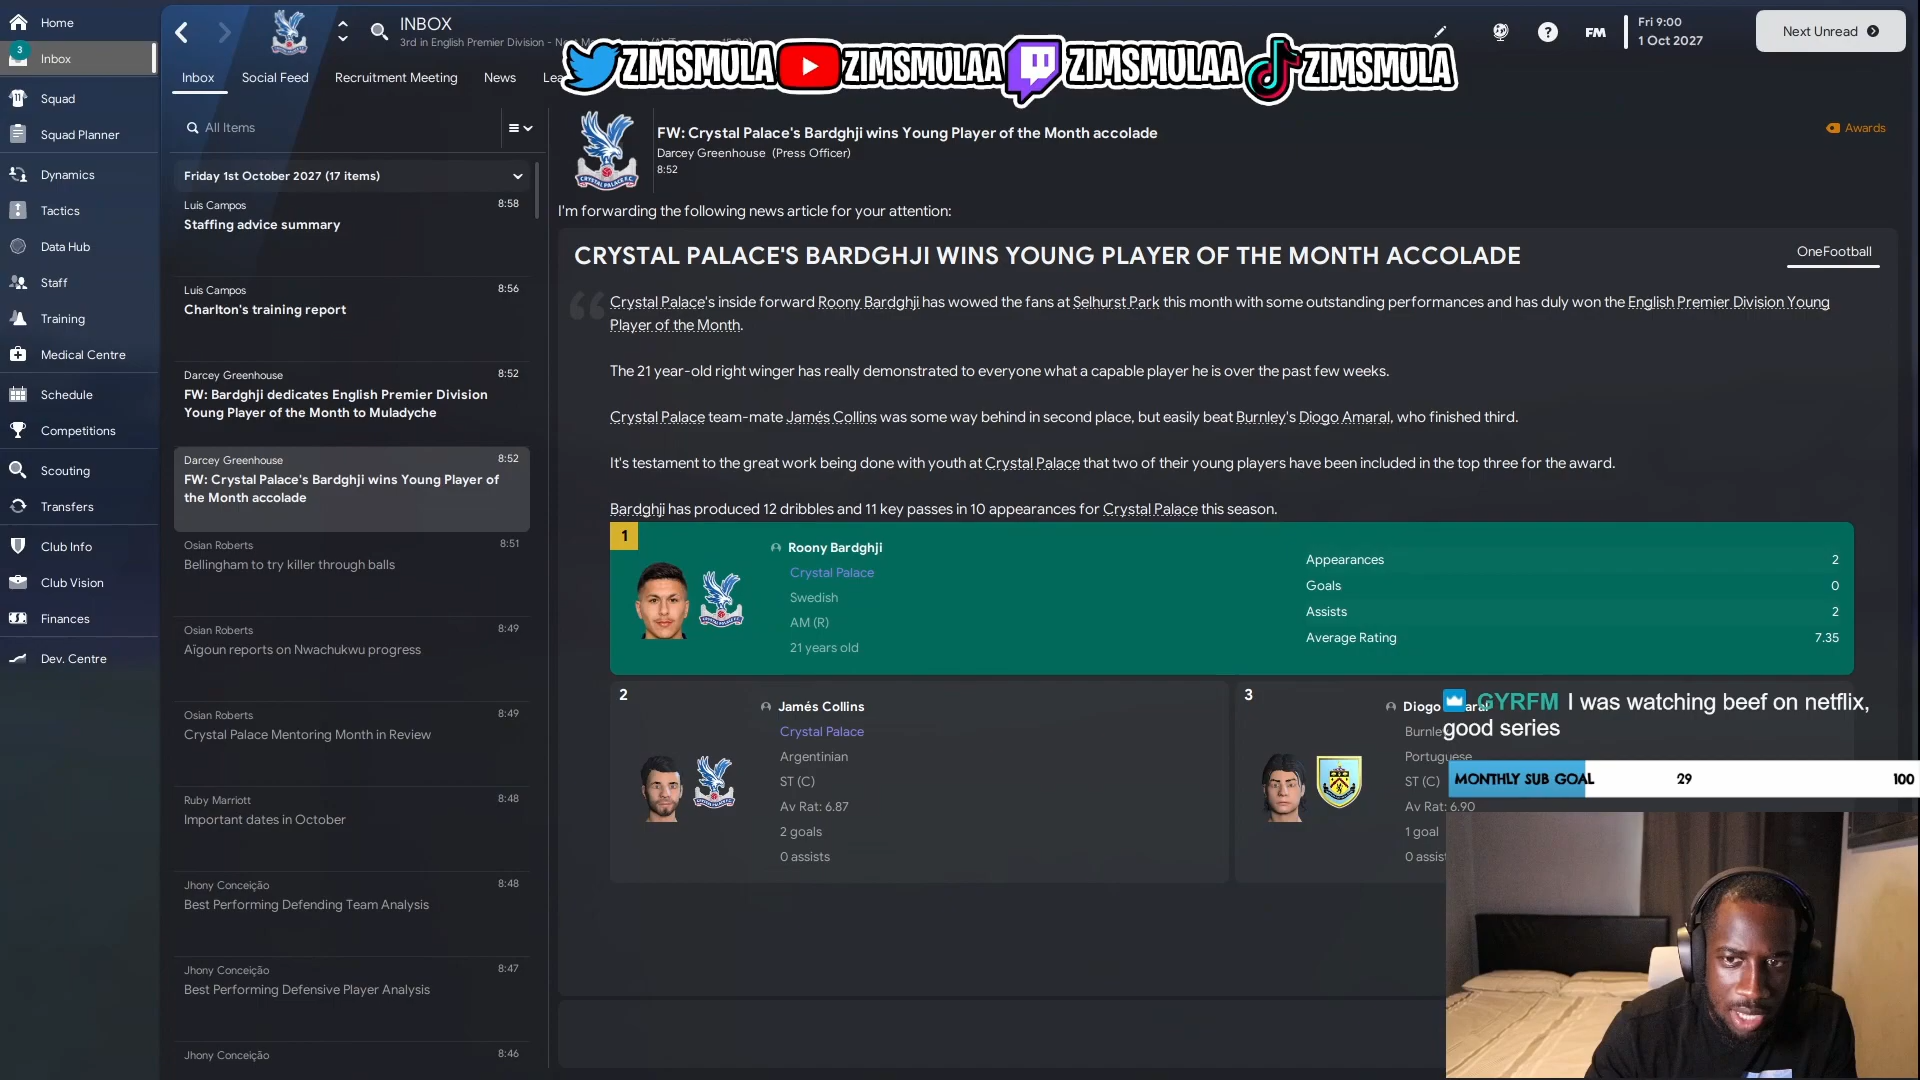 Home
3
Inbox
Squad
Squad Planner
Dynamics
Tactics
Data Hub
Staff
Training
Medical Centre
Schedule
Competitions
Scouting
Transfers
Club Info
Club Vision
Finances
Dev. Centre
INBOX
3rd in English Premier Division -
Fri 9:00
1 Oct 2027
FM
Next Unread
Inbox
Social Feed
Recruitment Meeting
News
ZIMSMULA
ZIMSMULAA
ZIMSMULAA
ZIMSMULA
All Items
Friday 1st October 2027 (17 items)
Luis Campos 8:58
Staffing advice summary
Luis Campos 8:56
Charlton's training report
Darcey Greenhouse 8:52
FW: Bardghji dedicates English Premier Division
Young Player of the Month to Muladyche
Darcey Greenhouse 8:52
FW: Crystal Palace's Bardghji wins Young Player of
the Month accolade
Osian Roberts 8:51
Bellingham to try killer through balls
Osian Roberts 8:49
Aïgoun reports on Nwachukwu progress
Osian Roberts 8:49
Crystal Palace Mentoring Month in Review
Ruby Marriott 8:48
Important dates in October
Jhony Conceição 8:48
Best Performing Defending Team Analysis
Jhony Conceição 8:47
Best Performing Defensive Player Analysis
Jhony Conceição 8:46
FW: Crystal Palace's Bardghji wins Young Player of the Month accolade
Darcey Greenhouse (Press Officer)
8:52
Awards
I'm forwarding the following news article for your attention:
CRYSTAL PALACE'S BARDGHJI WINS YOUNG PLAYER OF THE MONTH ACCOLADE
OneFootball
Crystal Palace's inside forward Roony Bardghji has wowed the fans at Selhurst Park this month with some outstanding performances and has duly won the English Premier Division Young
Player of the Month.
The 21 year-old right winger has really demonstrated to everyone what a capable player he is over the past few weeks.
Crystal Palace team-mate Jamés Collins was some way behind in second place, but easily beat Burnley's Diogo Amaral, who finished third.
It's testament to the great work being done with youth at Crystal Palace that two of their young players have been included in the top three for the award.
Bardghji has produced 12 dribbles and 11 key passes in 10 appearances for Crystal Palace this season.
1
Roony Bardghji
Crystal Palace
Swedish
AM (R)
21 years old
Appearances 2
Goals 0
Assists 2
Average Rating 7.35
2
Jamés Collins
Crystal Palace
Argentinian
ST (C)
Av Rat: 6.87
2 goals
0 assists
3
Diogo
Burnley
Portuguese
ST (C)
Av Rat: 6.90
1 goal
0 assist
GYRFM I was watching beef on netflix,
good series
MONTHLY SUB GOAL 29 100